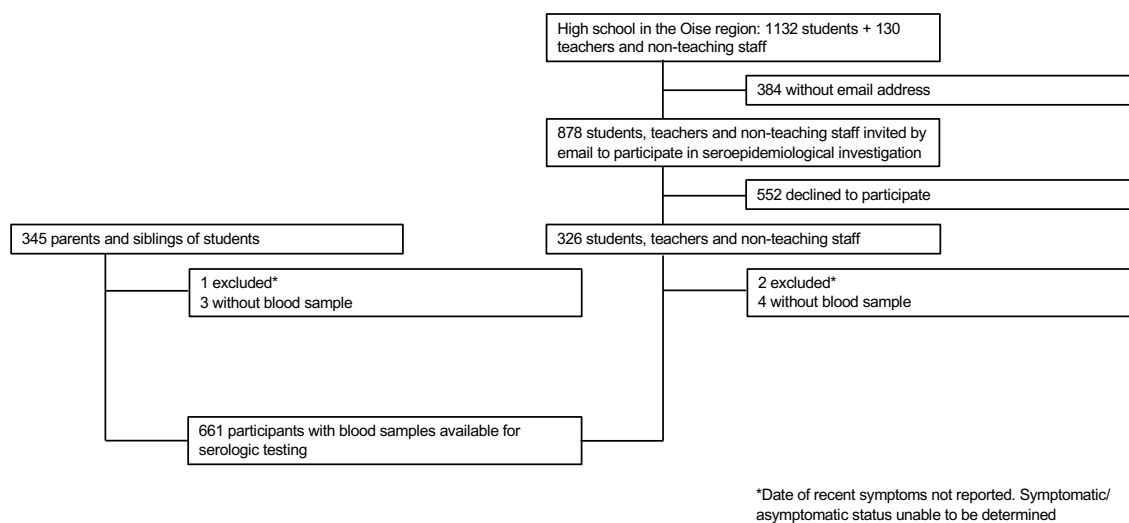 High school in the Oise region: 1132 students + 130
teachers and non-teaching staff
384 without email address
878 students, teachers and non-teaching staff invited by
email to participate in seroepidemiological investigation
552 declined to participate
345 parents and siblings of students
326 students, teachers and non-teaching staff
1 excluded*
3 without blood sample
2 excluded*
4 without blood sample
661 participants with blood samples available for
serologic testing
*Date of recent symptoms not reported. Symptomatic/
asymptomatic status unable to be determined